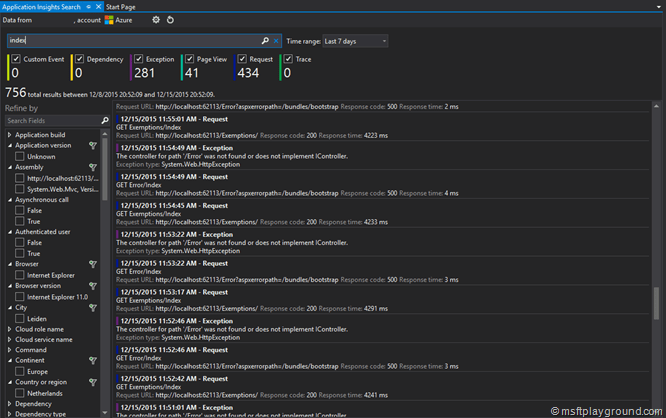 Application Insights Search
Start Page
Data from , account Azure
index
Time range: Last 7 days
Custom Event
0
Dependency
0
Exception
281
Page View
41
Request
434
Trace
0
756 total results between 12/8/2015 20:52:09 and 12/15/2015 20:52:09.
Refine by
Search Fields
Application build
Application version
Unknown
Assembly
http://localhost:62113/...
System.Web.Mvc, Versi...
Asynchronous call
False
True
Authenticated user
False
True
Browser
Internet Explorer
Browser version
Internet Explorer 11.0
City
Leiden
Cloud role name
Cloud service name
Command
Continent
Europe
Country or region
Netherlands
Dependency
Dependency type
Request URL: http://localhost:62113/Error?aspxerrorpath=/bundles/bootstrap Response code: 500 Response time: 2 ms
12/15/2015 11:55:01 AM - Request
GET Exemptions/Index
Request URL: http://localhost:62113/Exemptions/ Response code: 200 Response time: 4223 ms
12/15/2015 11:54:49 AM - Exception
The controller for path '/Error' was not found or does not implement IController.
Exception type: System.Web.HttpException
12/15/2015 11:54:49 AM - Request
GET Error/Index
Request URL: http://localhost:62113/Error?aspxerrorpath=/bundles/bootstrap Response code: 500 Response time: 4 ms
12/15/2015 11:54:45 AM - Request
GET Exemptions/Index
Request URL: http://localhost:62113/Exemptions/ Response code: 200 Response time: 4233 ms
12/15/2015 11:53:22 AM - Exception
The controller for path '/Error' was not found or does not implement IController.
Exception type: System.Web.HttpException
12/15/2015 11:53:22 AM - Request
GET Error/Index
Request URL: http://localhost:62113/Error?aspxerrorpath=/bundles/bootstrap Response code: 500 Response time: 3 ms
12/15/2015 11:53:17 AM - Request
GET Exemptions/Index
Request URL: http://localhost:62113/Exemptions/ Response code: 200 Response time: 4291 ms
12/15/2015 11:52:46 AM - Exception
The controller for path '/Error' was not found or does not implement IController.
Exception type: System.Web.HttpException
12/15/2015 11:52:46 AM - Request
GET Error/Index
Request URL: http://localhost:62113/Error?aspxerrorpath=/bundles/bootstrap Response code: 500 Response time: 3 ms
12/15/2015 11:52:42 AM - Request
GET Exemptions/Index
Request URL: http://localhost:62113/Exemptions/ Response code: 200 Response time: 4241 ms
12/15/2015 11:51:01 AM - Exception
The controller for path '/Error' was not found or does not implement IController.
© msftplayground.com